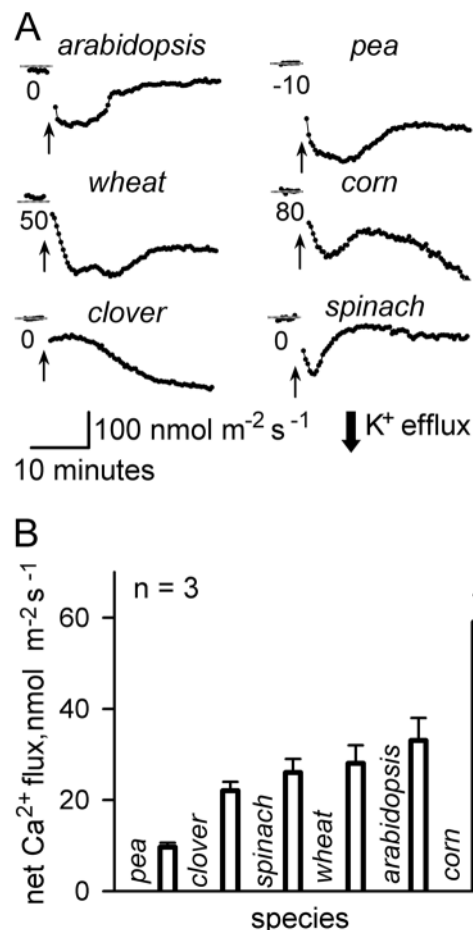 A
arabidopsis pea
0 -10
wheat corn
50 80
clover spinach
0 0
100 nmol m⁻² s⁻¹ K⁺ efflux
10 minutes
B
n = 3
net Ca²⁺ flux, nmol m⁻² s⁻¹
60
40
20
0
pea clover spinach wheat arabidopsis corn
species